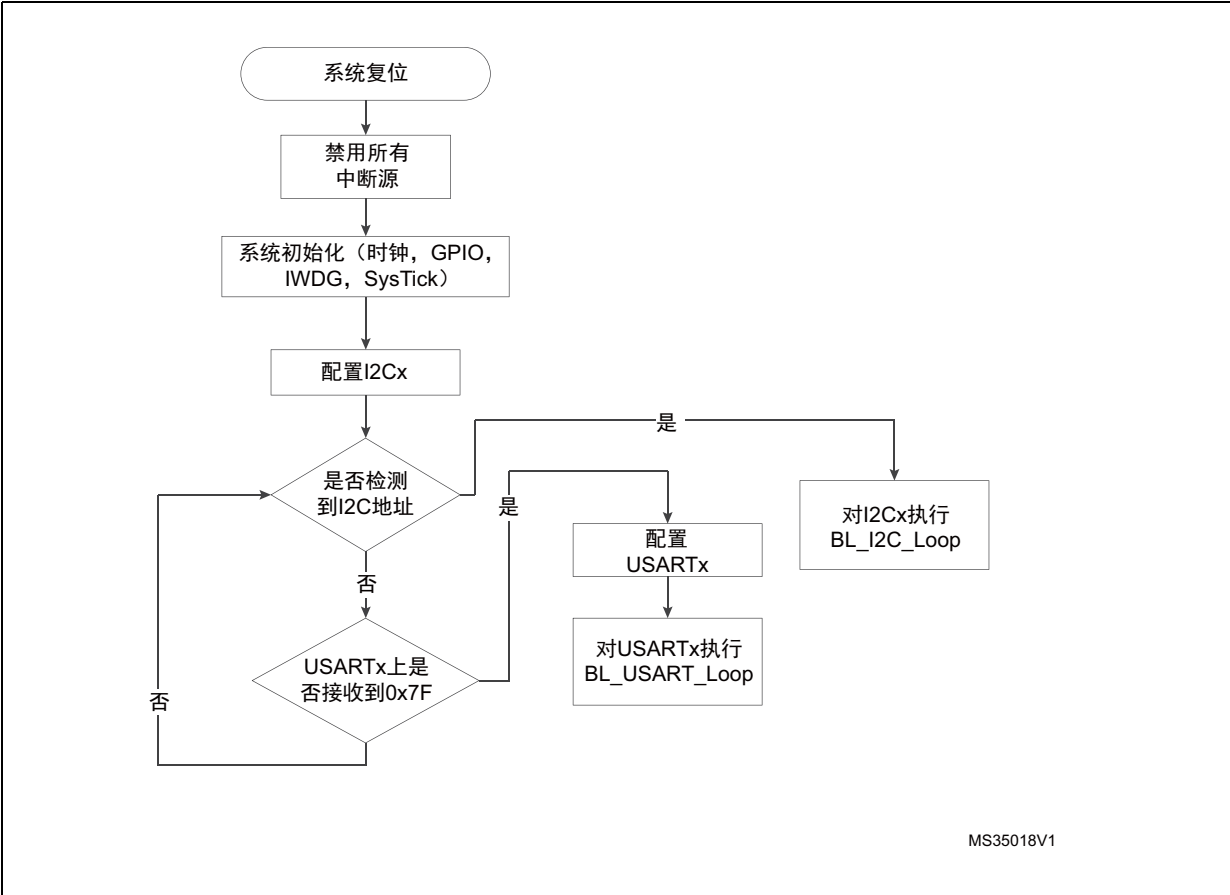 系统复位
禁用所有
中断源
系统初始化（时钟，GPIO，
IWDG，SysTick）
配置I2Cx
是
是否检测
到I2C地址
是
对I2Cx执行
BL_I2C_Loop
配置
USARTx
否
对USARTx执行
BL_USART_Loop
USARTx上是
否接收到0x7F
否
MS35018V1